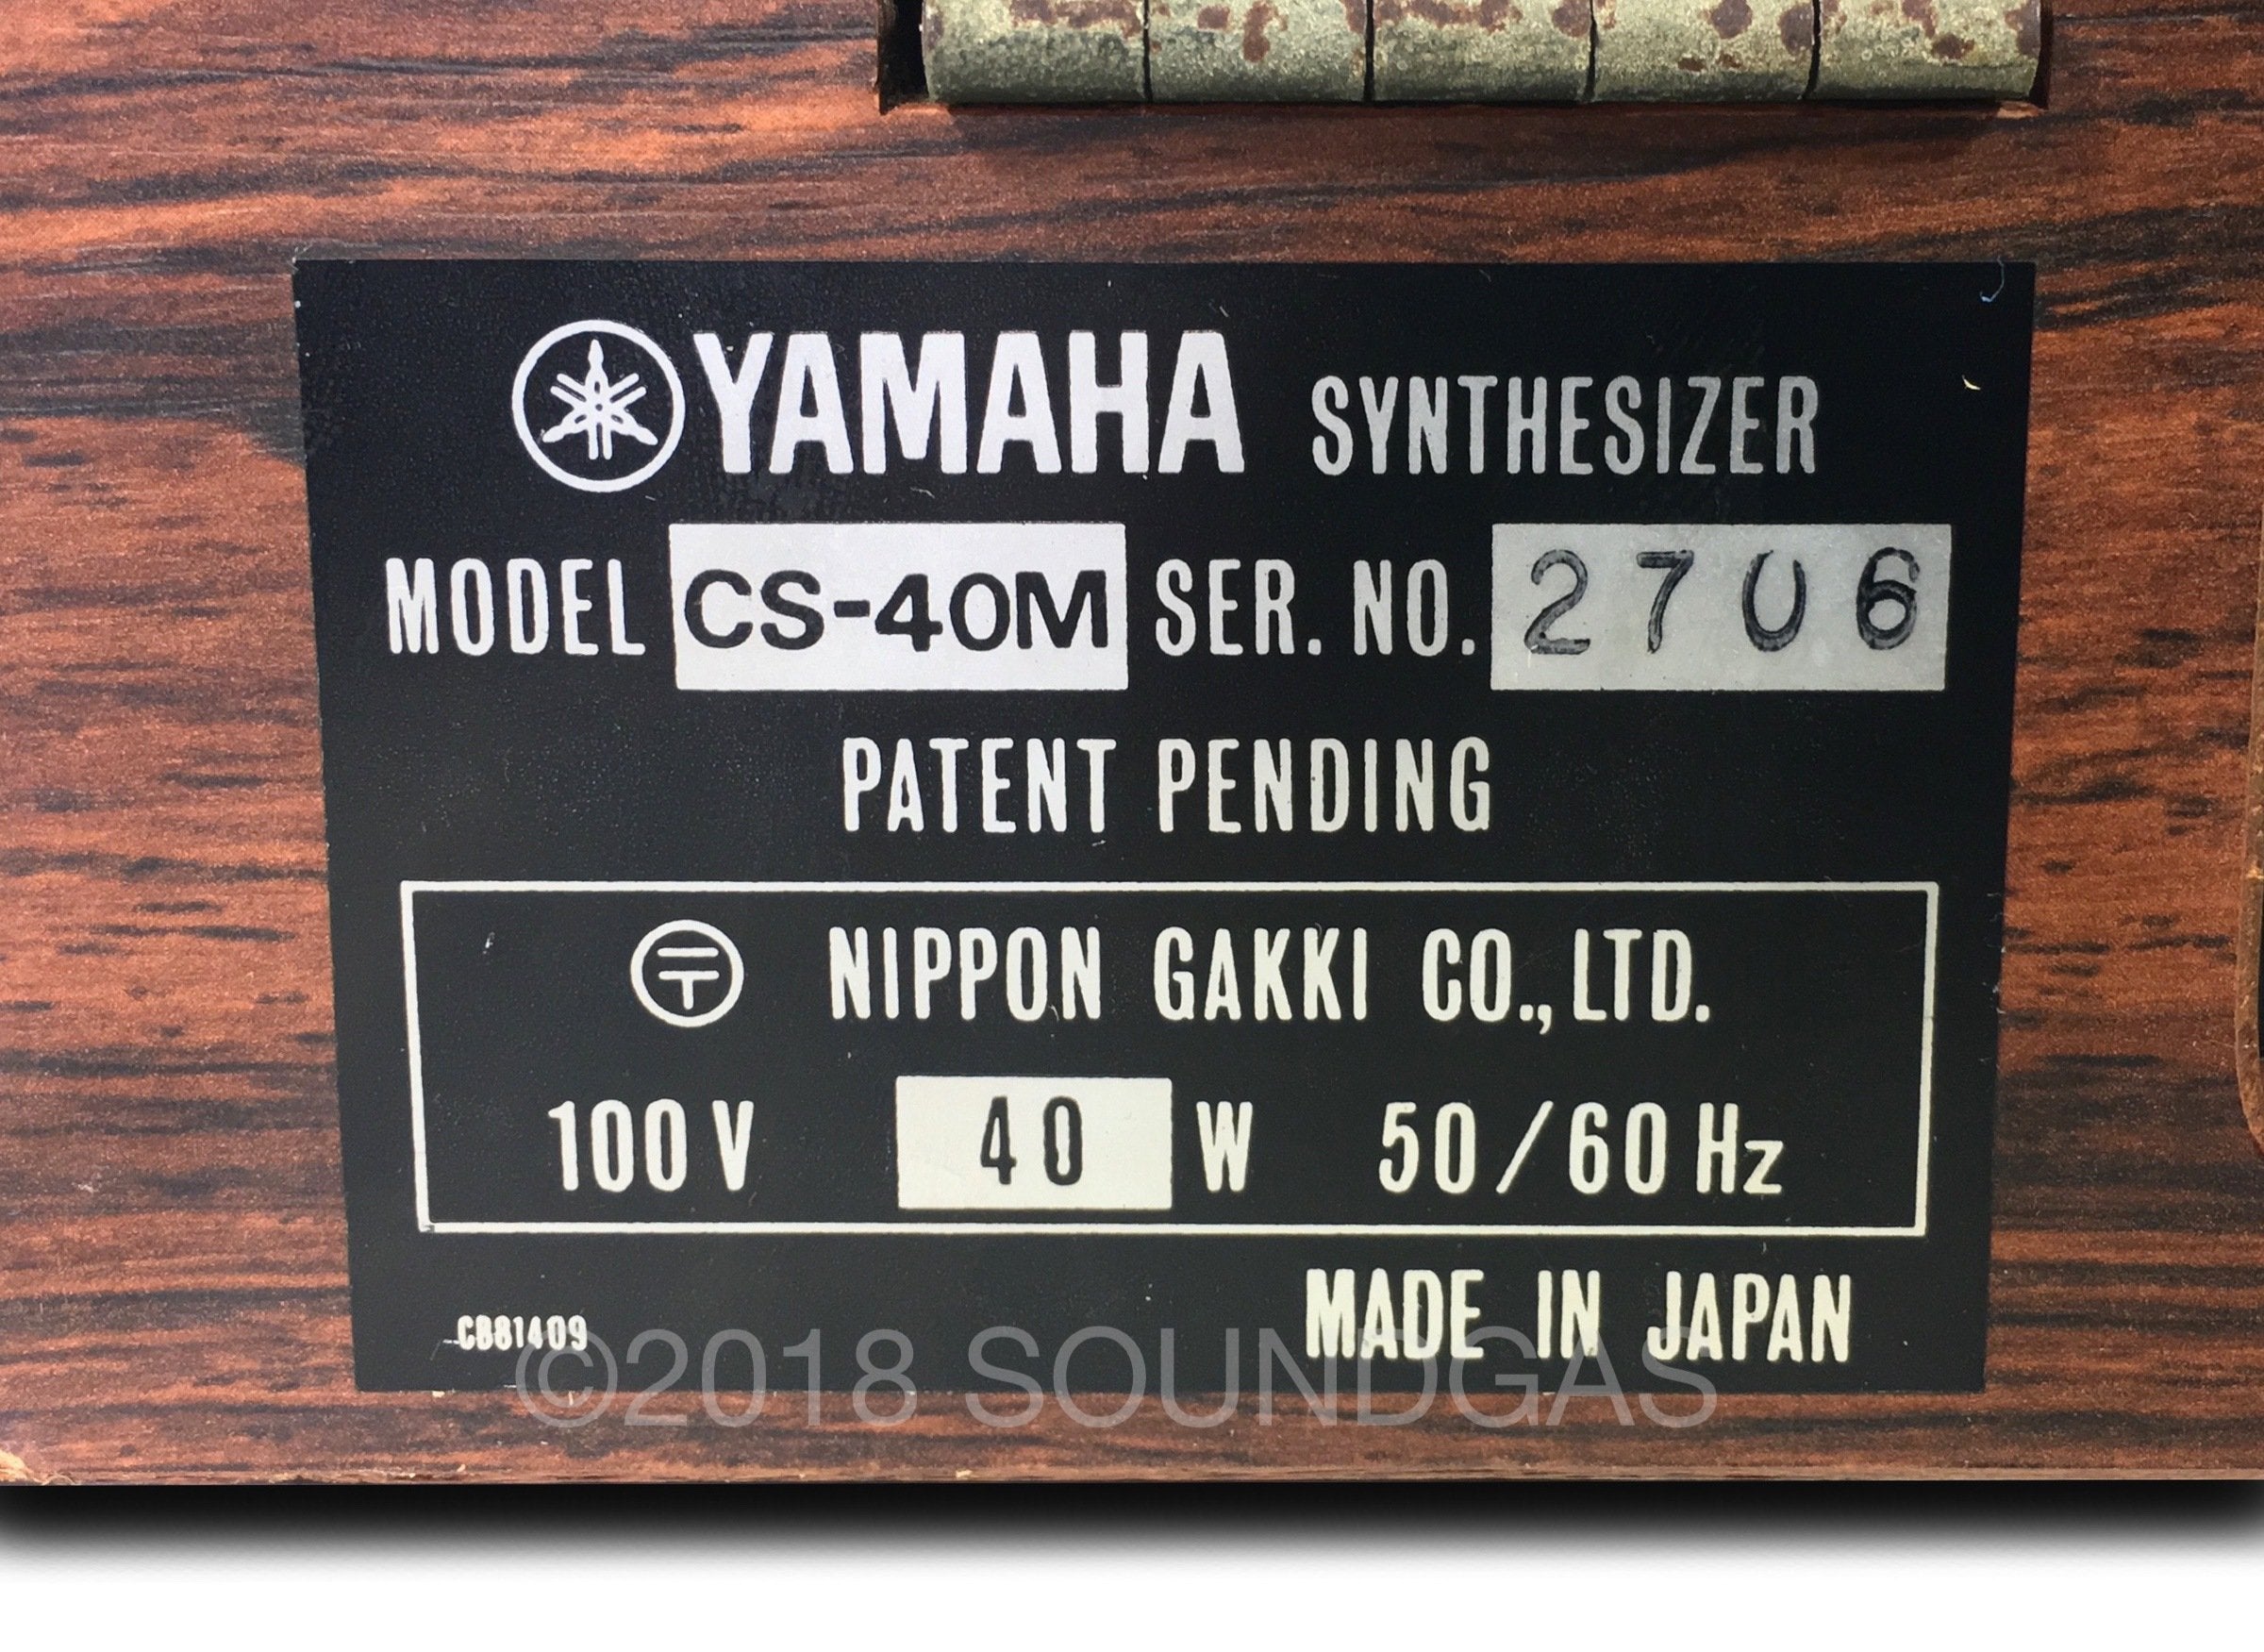 YAMAHA SYNTHESIZER
MODEL CS-40M SER. NO. 2706
PATENT PENDING
〒 NIPPON GAKKI CO., LTD.
100 V 40 W 50/60 Hz
MADE IN JAPAN
CB81409
©2018 SOUNDGAS